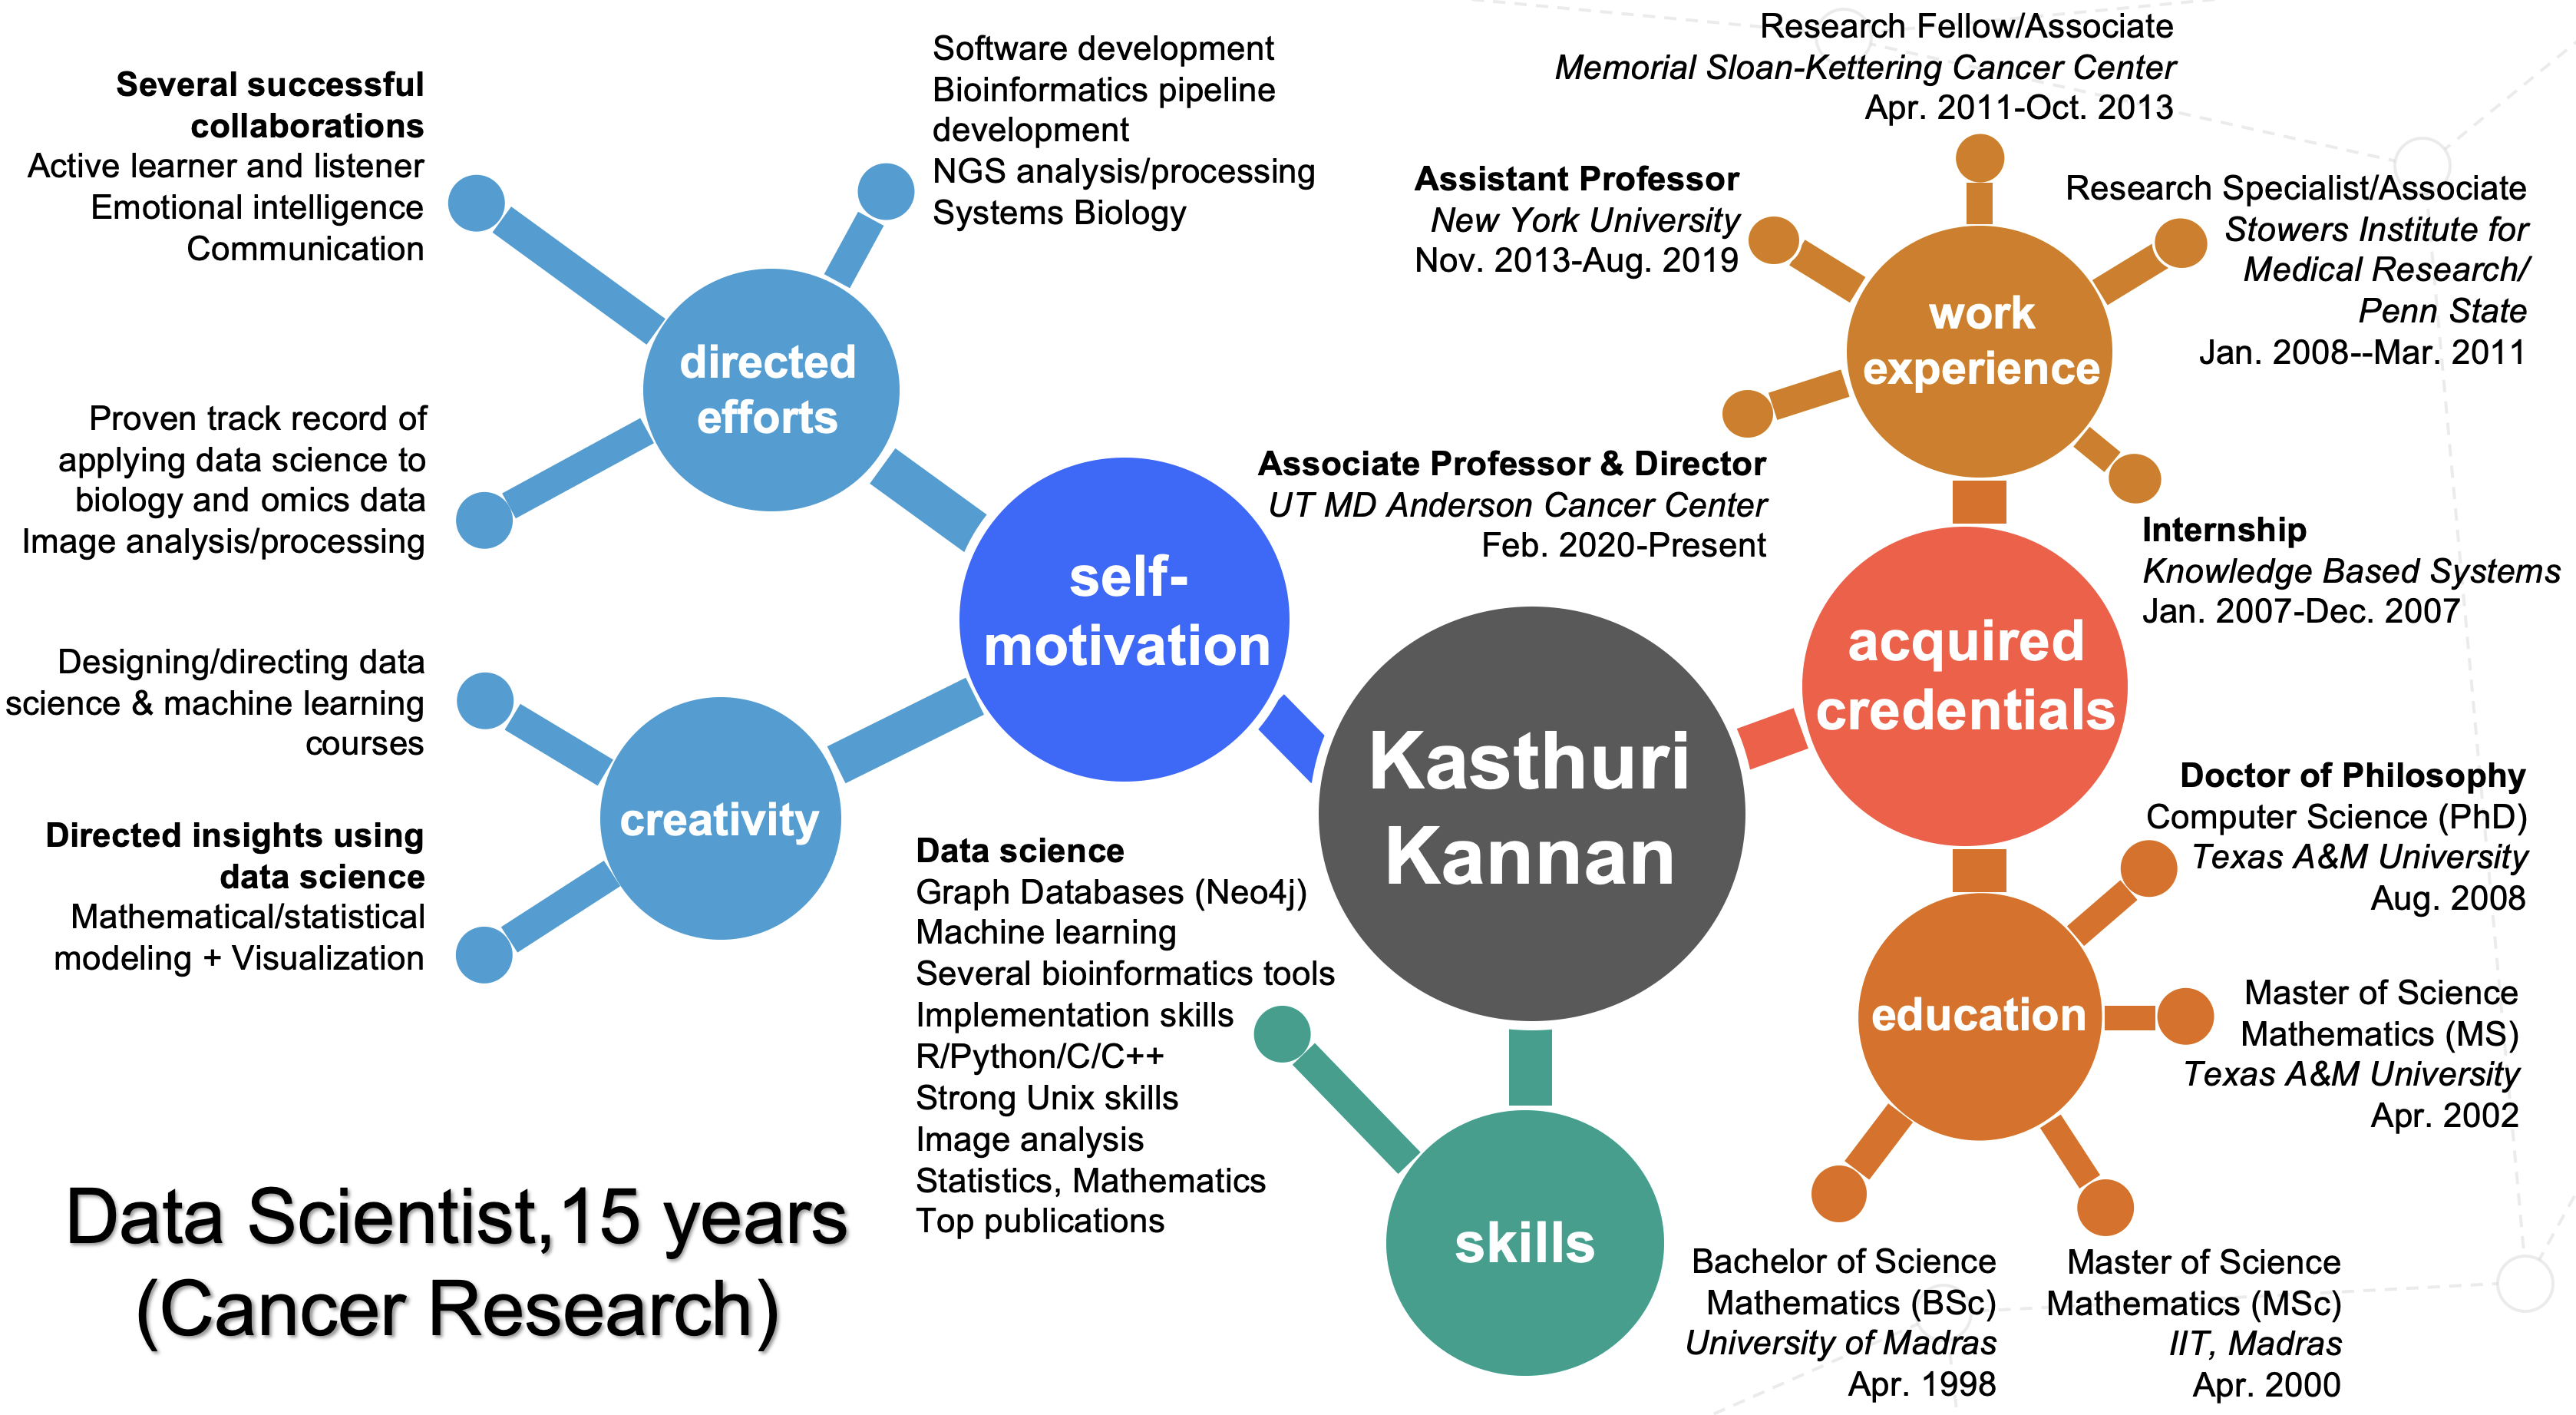 Several successful
collaborations
Active learner and listener
Emotional intelligence
Communication
Software development
Bioinformatics pipeline
development
NGS analysis/processing
Systems Biology
directed
efforts
Proven track record of
applying data science to
biology and omics data
Image analysis/processing
self-
motivation
Designing/directing data
science & machine learning
courses
creativity
Directed insights using
data science
Mathematical/statistical
modeling + Visualization
Kasthuri
Kannan
Research Fellow/Associate
Memorial Sloan-Kettering Cancer Center
Apr. 2011-Oct. 2013
Assistant Professor
New York University
Nov. 2013-Aug. 2019
Research Specialist/Associate
Stowers Institute for
Medical Research/
Penn State
Jan. 2008--Mar. 2011
work
experience
Associate Professor & Director
UT MD Anderson Cancer Center
Feb. 2020-Present
Internship
Knowledge Based Systems
Jan. 2007-Dec. 2007
acquired
credentials
Doctor of Philosophy
Computer Science (PhD)
Texas A&M University
Aug. 2008
education
Master of Science
Mathematics (MS)
Texas A&M University
Apr. 2002
Bachelor of Science
Mathematics (BSc)
University of Madras
Apr. 1998
Master of Science
Mathematics (MSc)
IIT, Madras
Apr. 2000
Data science
Graph Databases (Neo4j)
Machine learning
Several bioinformatics tools
Implementation skills
R/Python/C/C++
Strong Unix skills
Image analysis
Statistics, Mathematics
Top publications
skills
Data Scientist,15 years
(Cancer Research)